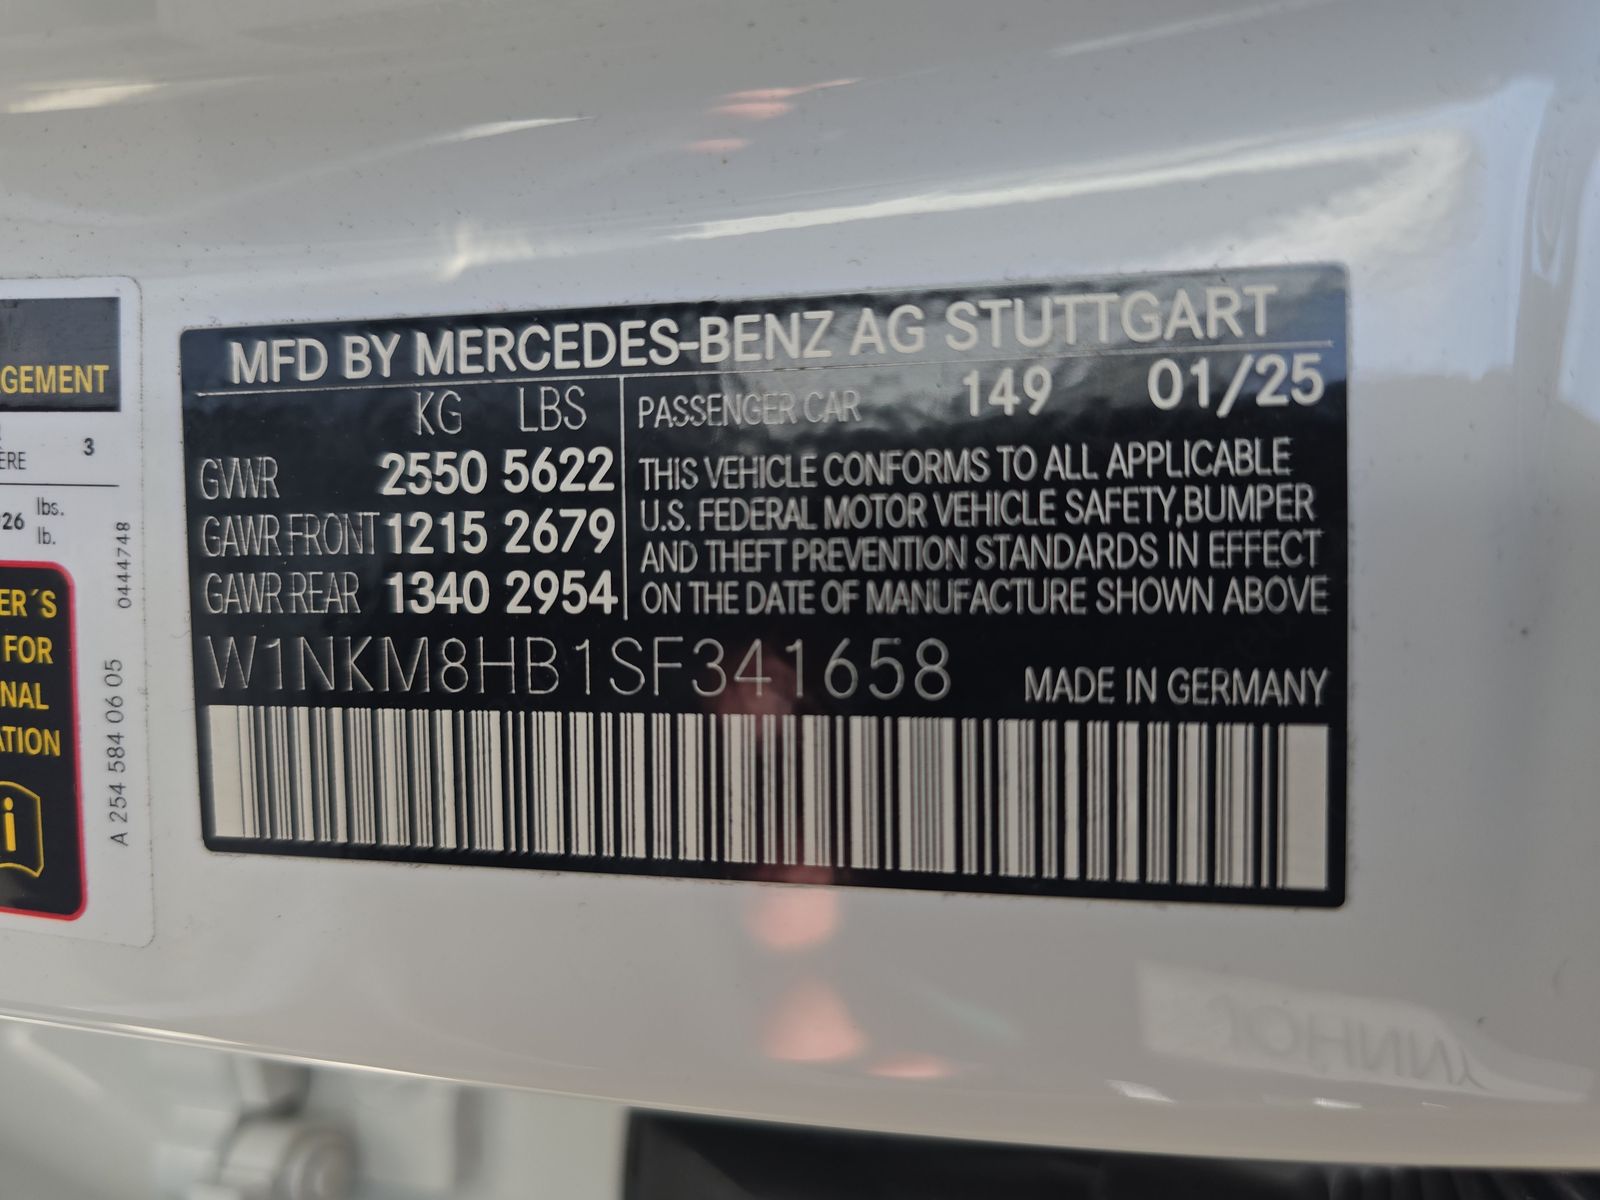 MFD BY MERCEDES-BENZ AG STUTTGART
KG LBS
GVWR 2550 5622
GAWR FRONT 1215 2679
GAWR REAR 1340 2954
PASSENGER CAR 149 01/25
THIS VEHICLE CONFORMS TO ALL APPLICABLE
U.S. FEDERAL MOTOR VEHICLE SAFETY,BUMPER
AND THEFT PREVENTION STANDARDS IN EFFECT
ON THE DATE OF MANUFACTURE SHOWN ABOVE
W1NKM8HB1SF341658
MADE IN GERMANY
GEMENT
ERE 3
26 lbs.
lb.
ER´S
FOR
NAL
ATION
i
A 254 584 06 05 0444748
JOHNNY